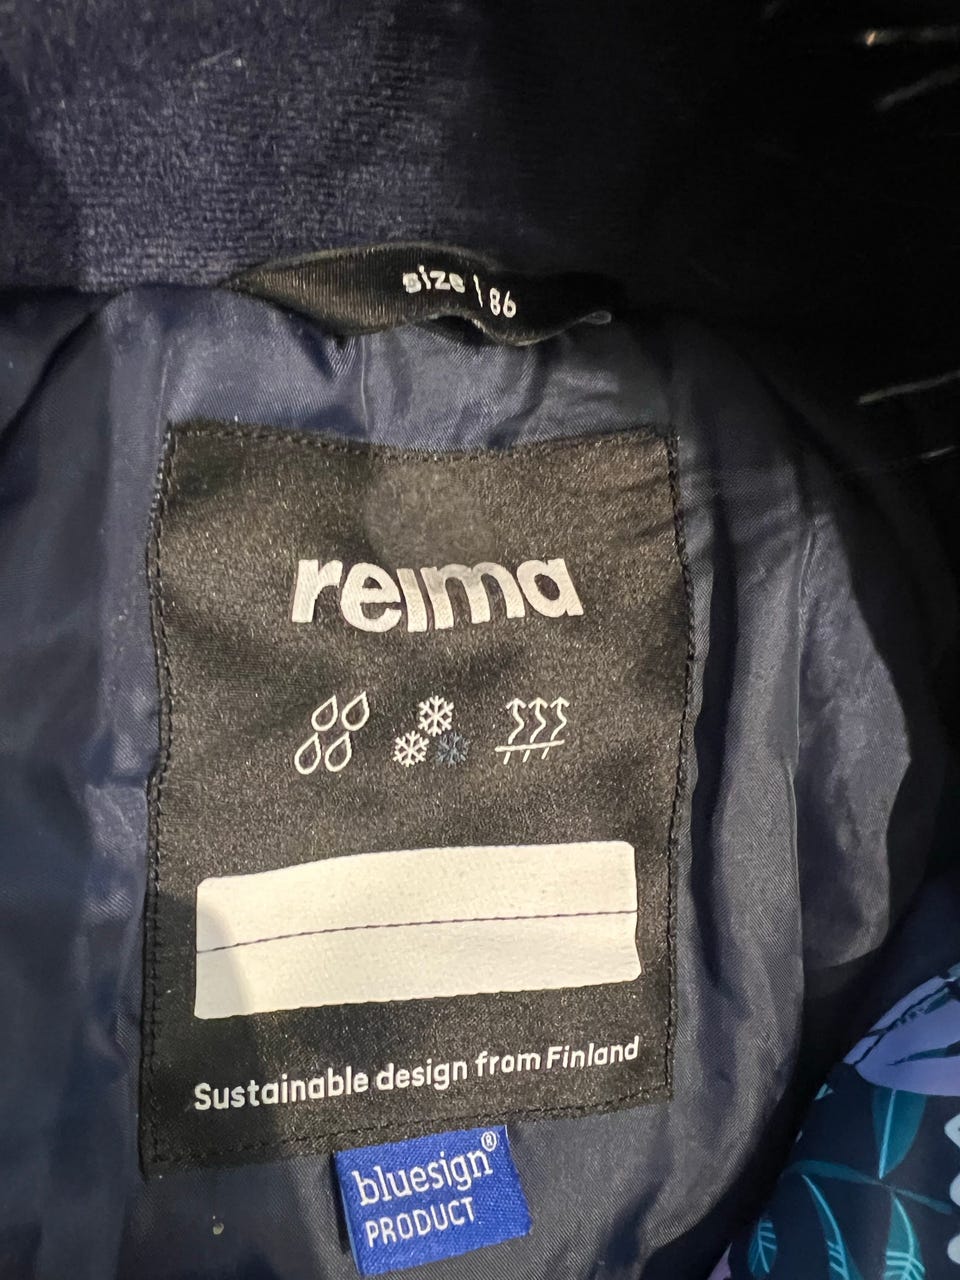 size | 86
reima
Sustainable design from Finland
bluesign®
PRODUCT